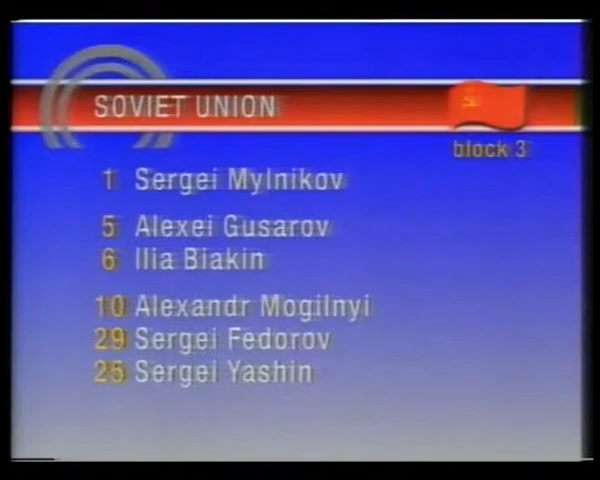 SOVIET UNION
block 3
1 Sergei Mylnikov
5 Alexei Gusarov
6 Ilia Biakin
10 Alexandr Mogilnyi
29 Sergei Fedorov
25 Sergei Yashin